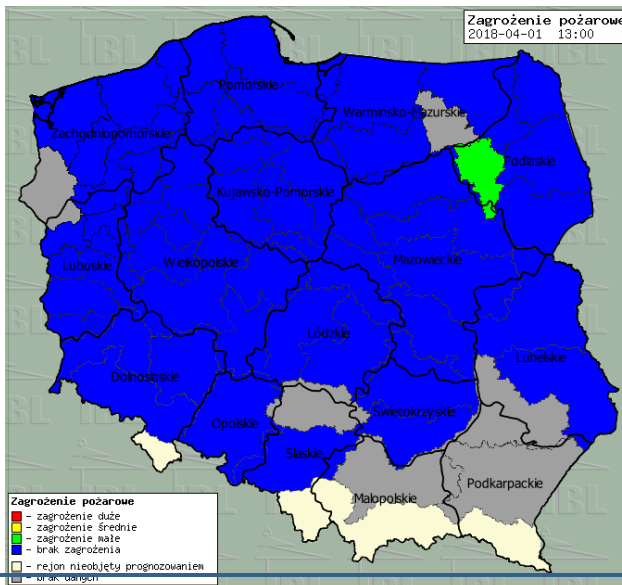 Zagrożenie pożarowe
2018-04-01 13:00
Pomorskie
Warmińsko-Mazurskie
Zachodniopomorskie
Podlaskie
Kujawsko-Pomorskie
Lubuskie
Wielkopolskie
Mazowieckie
Łódzkie
Lubelskie
Dolnośląskie
Świętokrzyskie
Opolskie
Śląskie
Podkarpackie
Małopolskie
Zagrożenie pożarowe
- zagrożenie duże
- zagrożenie średnie
- zagrożenie małe
- brak zagrożenia
- rejon nieobjęty prognozowaniem
- brak danych
IBL